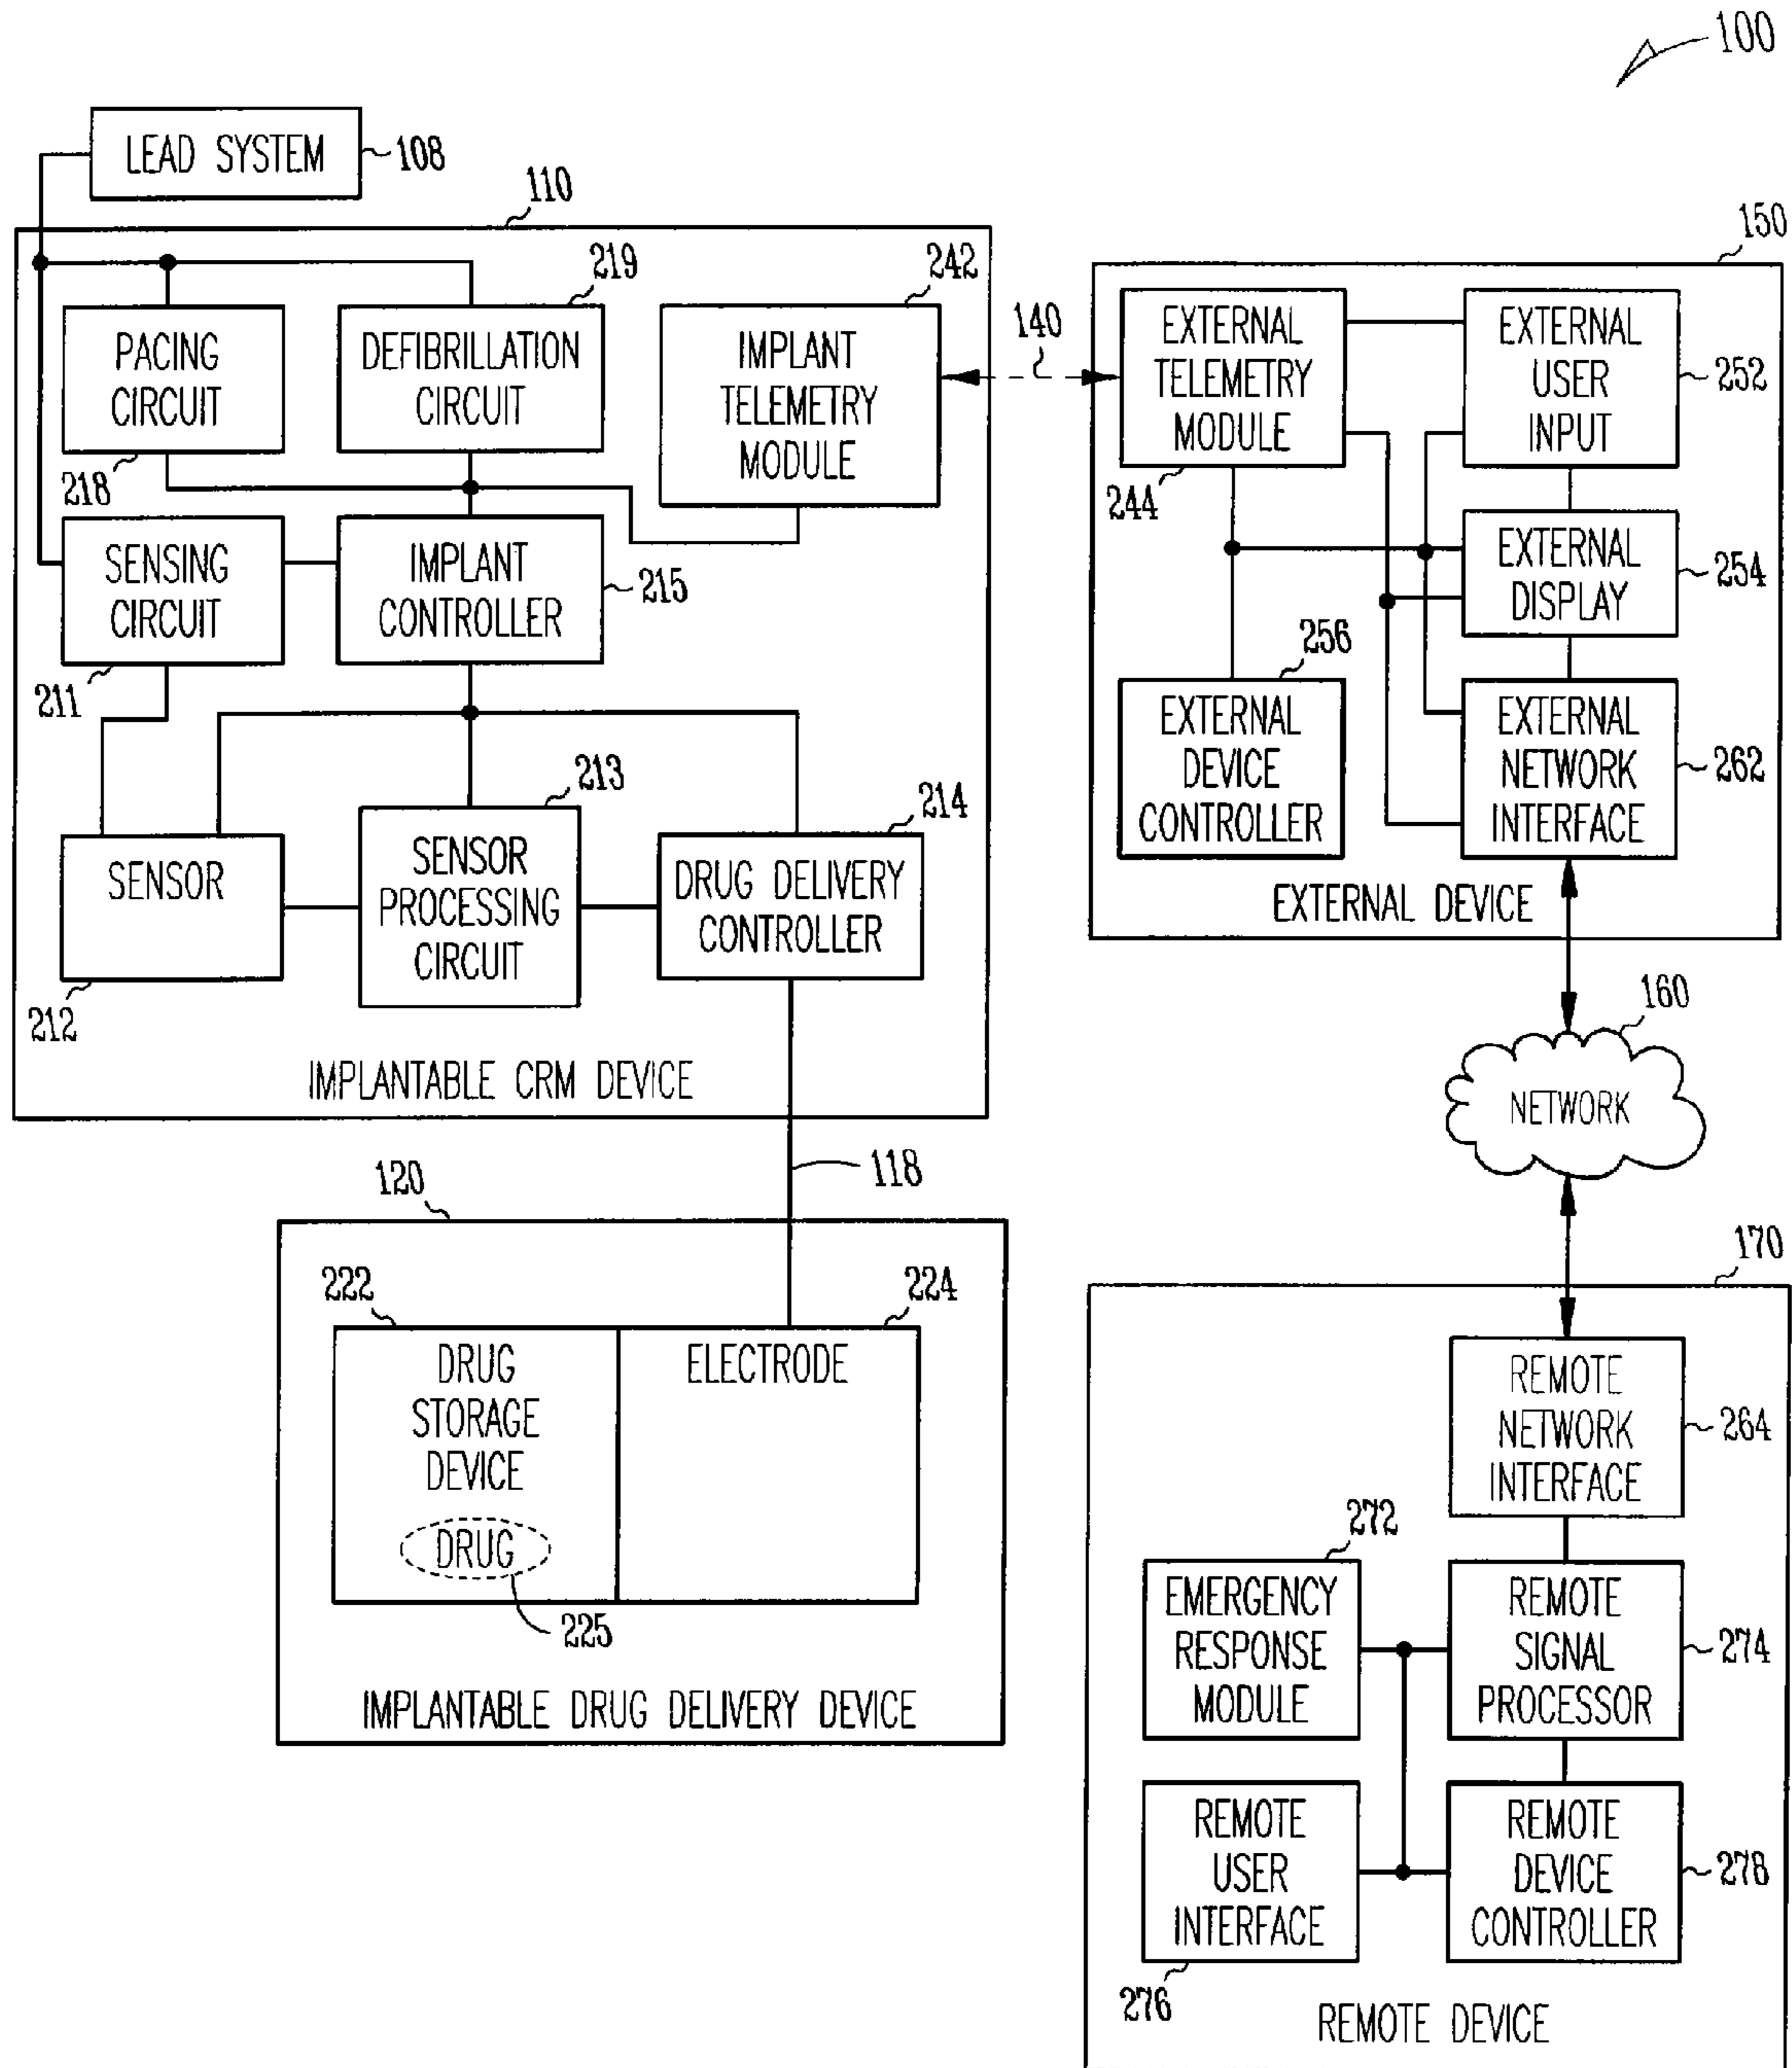 100
LEAD SYSTEM
108
110
PACING
CIRCUIT
218
DEFIBRILLATION
CIRCUIT
219
IMPLANT
TELEMETRY
MODULE
242
SENSING
CIRCUIT
211
IMPLANT
CONTROLLER
215
SENSOR
212
SENSOR
PROCESSING
CIRCUIT
213
DRUG DELIVERY
CONTROLLER
214
IMPLANTABLE CRM DEVICE
118
120
222
DRUG
STORAGE
DEVICE
DRUG
225
224
ELECTRODE
IMPLANTABLE DRUG DELIVERY DEVICE
140
150
EXTERNAL
TELEMETRY
MODULE
244
EXTERNAL
USER
INPUT
252
EXTERNAL
DISPLAY
254
256
EXTERNAL
DEVICE
CONTROLLER
EXTERNAL
NETWORK
INTERFACE
262
EXTERNAL DEVICE
160
NETWORK
170
REMOTE
NETWORK
INTERFACE
264
272
EMERGENCY
RESPONSE
MODULE
REMOTE
SIGNAL
PROCESSOR
274
REMOTE
USER
INTERFACE
276
REMOTE
DEVICE
CONTROLLER
278
REMOTE DEVICE